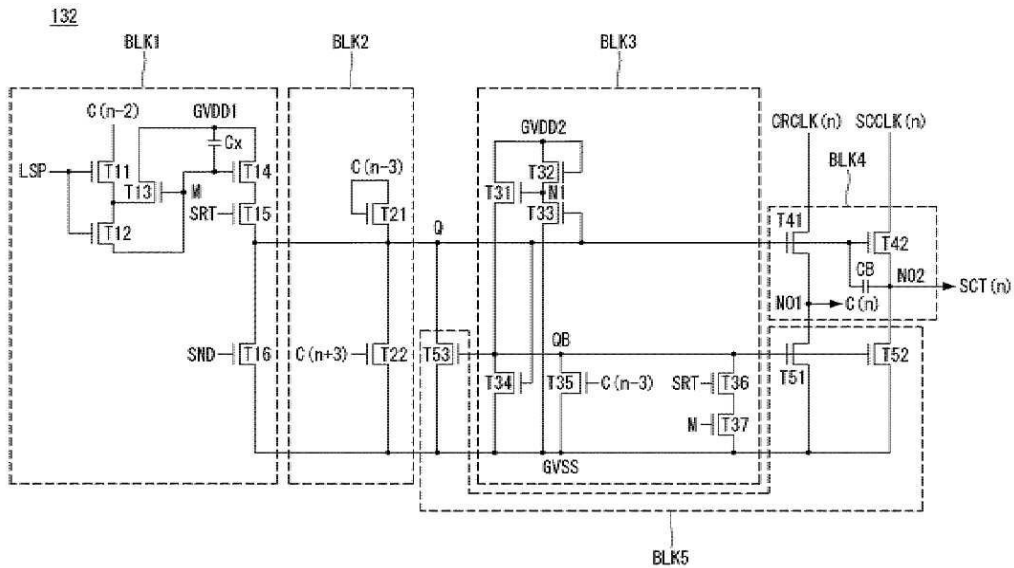 132
BLK1
BLK2
BLK3
C(n-2)
GVDD1
Cx
LSP
T11
T13
M
T14
T12
SRT
T15
C(n-3)
T21
GVDD2
T31
T32
N1
T33
CRCLK(n)
SCCLK(n)
BLK4
T41
T42
Q
CB
NO2
SCT(n)
NO1
C(n)
QB
SND
T16
C(n+3)
T22
T53
T34
T35
C(n-3)
SRT
T36
M
T37
T51
T52
GVSS
BLK5